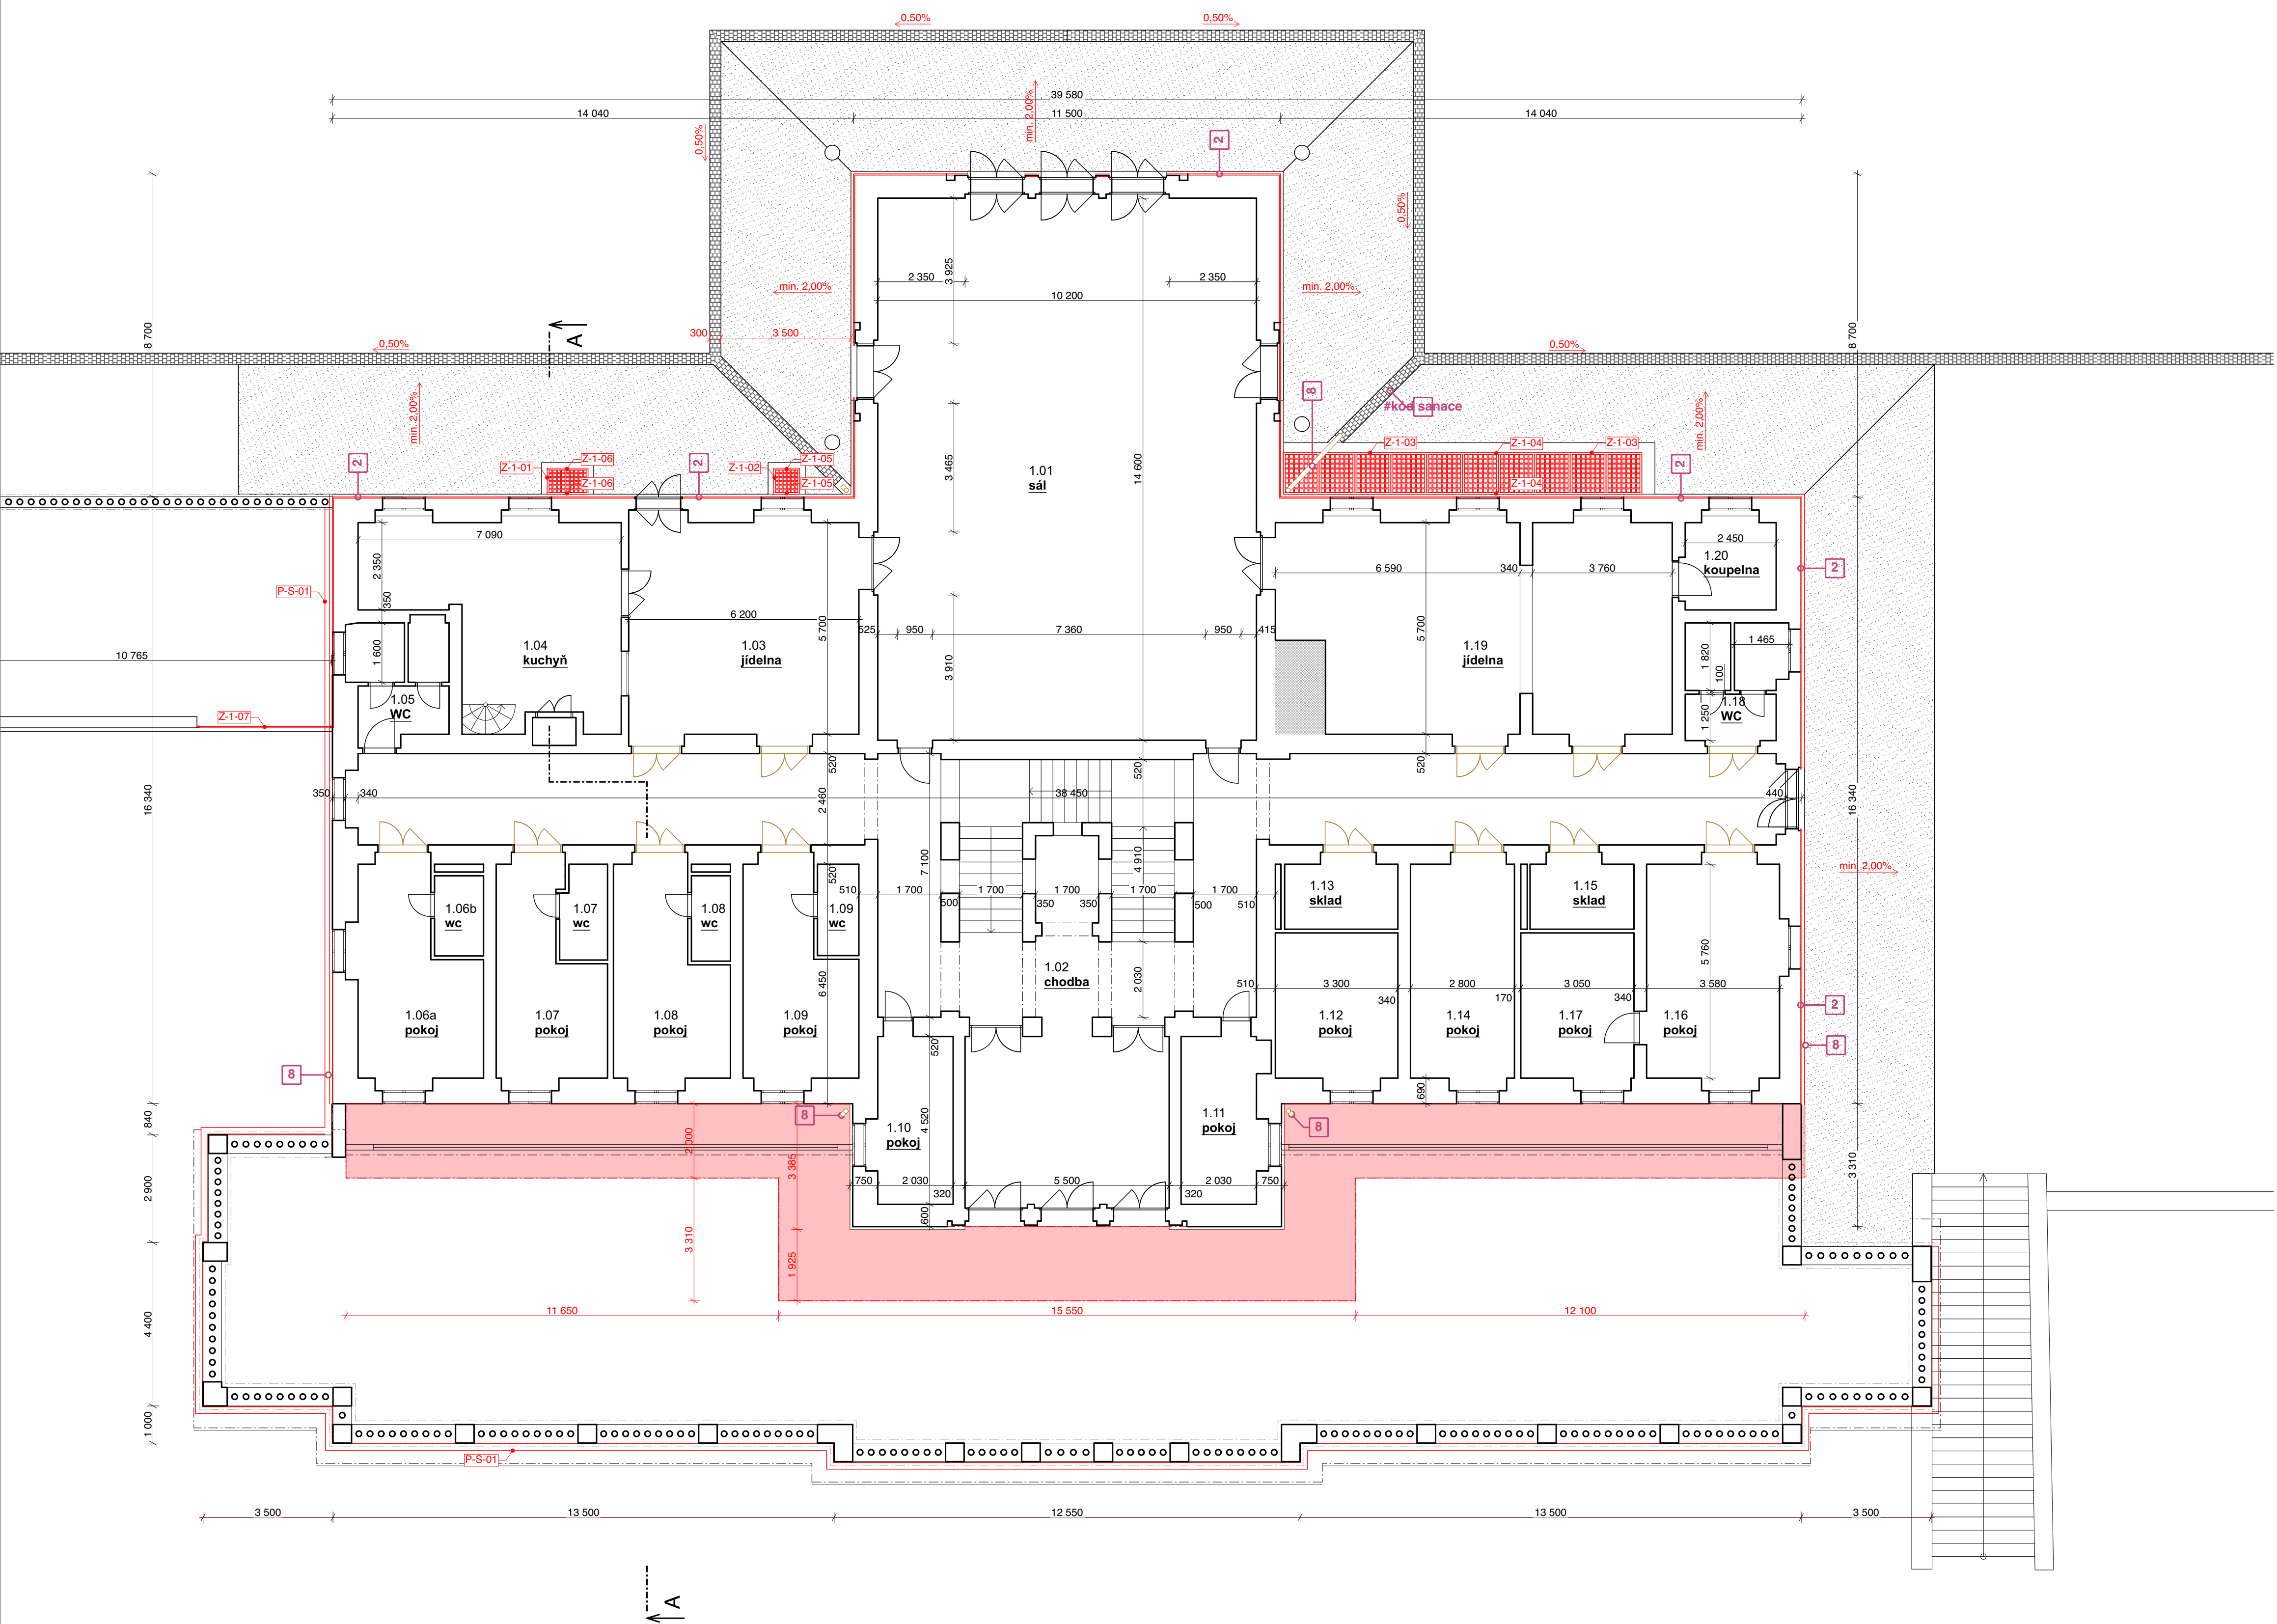 0,50%
0,50%
39 580
14 040
11 500
14 040
min. 2,00%
0,50%
2
0,50%
3 925
2 350
2 350
10 200
min. 2,00%
min. 2,00%
8 700
8 700
A
300
3 500
0,50%
0,50%
min. 2,00%
8
#kód sanace
min. 2,00%
2
2
2
Z-1-06
Z-1-01
Z-1-06
Z-1-05
Z-1-02
Z-1-05
Z-1-03
Z-1-04
Z-1-03
Z-1-04
3 465
14 600
1.01
sál
7 090
2 350
350
2 450
1.20
koupelna
2
6 590
340
3 760
P-S-01
6 200
5 700
525
950
7 360
950
415
5 700
1.04
kuchyň
1.03
jídelna
1.19
jídelna
1 600
10 765
3 910
1 820
1 465
100
1.05
WC
1.18
WC
1 250
Z-1-07
520
520
520
350
340
2 460
38 450
440
16 340
16 340
7 100
4 910
min. 2,00%
520
510
1 700
1 700
1 700
1 700
1 700
500
350
350
500
510
1.06b
wc
1.07
wc
1.08
wc
1.09
wc
1.13
sklad
1.15
sklad
5 760
6 450
1.02
chodba
2 030
510
3 300
340
2 800
170
3 050
340
3 580
2
1.06a
pokoj
1.07
pokoj
1.08
pokoj
1.09
pokoj
1.12
pokoj
1.14
pokoj
1.17
pokoj
1.16
pokoj
520
8
8
690
840
8
8
1.10
pokoj
4 520
1.11
pokoj
2 000
3 385
3 310
2 900
750
2 030
320
5 500
320
2 030
750
600
3 310
1 925
11 650
15 550
12 100
4 400
1 000
P-S-01
3 500
13 500
12 550
13 500
3 500
A